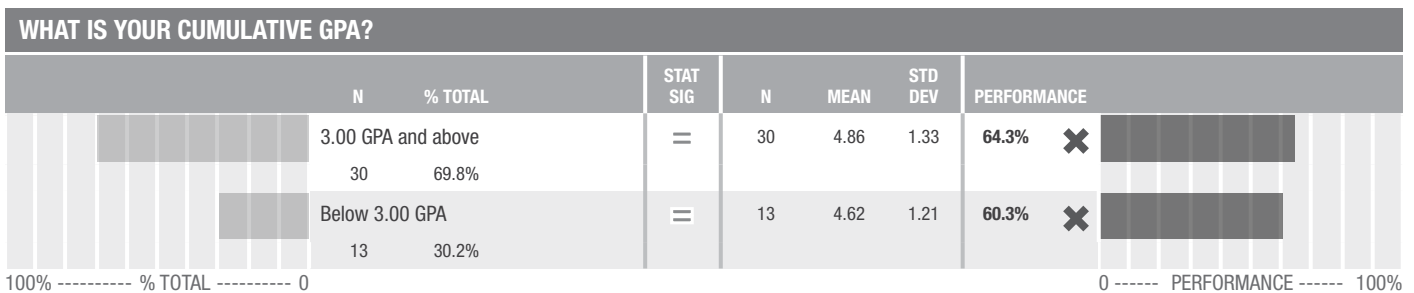 WHAT IS YOUR CUMULATIVE GPA?
N % TOTAL STAT SIG N MEAN STD DEV PERFORMANCE
3.00 GPA and above = 30 4.86 1.33 64.3% ✖
30 69.8%
Below 3.00 GPA = 13 4.62 1.21 60.3% ✖
13 30.2%
100% ---------- % TOTAL ---------- 0 0 ------ PERFORMANCE ------ 100%